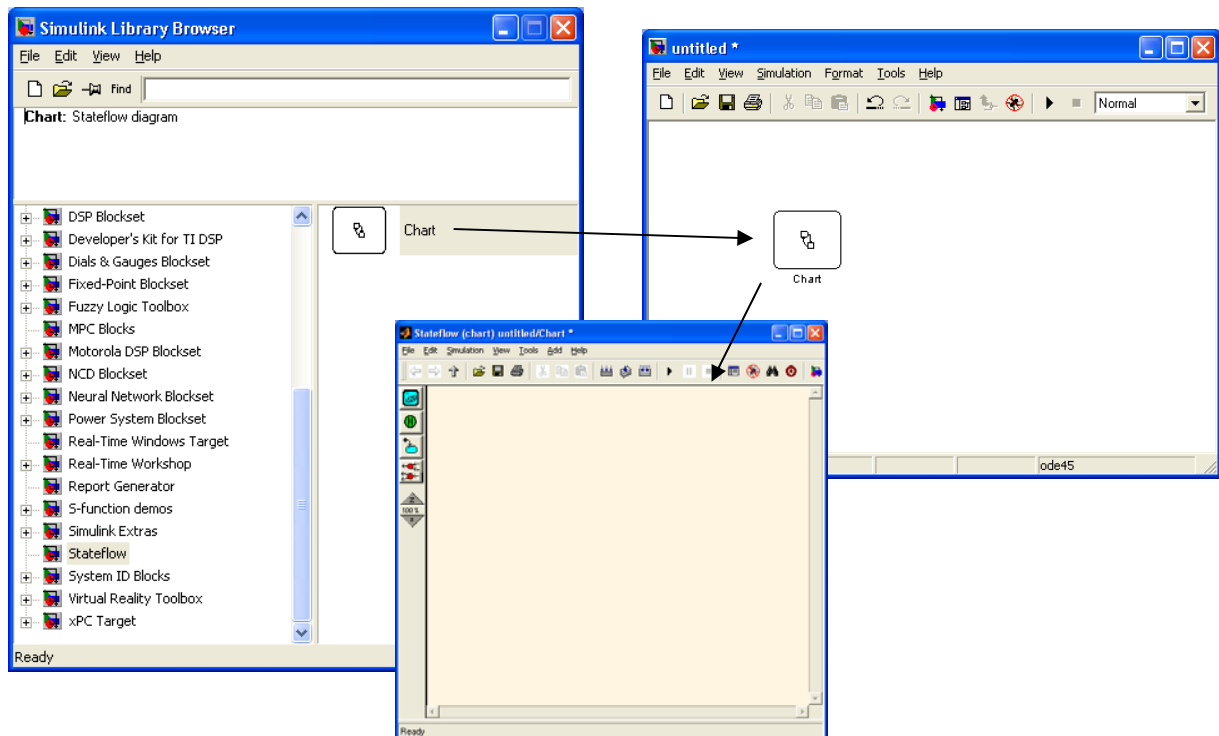 Simulink Library Browser
File Edit View Help
Find
Chart: Stateflow diagram
DSP Blockset
Developer's Kit for TI DSP
Dials & Gauges Blockset
Fixed-Point Blockset
Fuzzy Logic Toolbox
MPC Blocks
Motorola DSP Blockset
NCD Blockset
Neural Network Blockset
Power System Blockset
Real-Time Windows Target
Real-Time Workshop
Report Generator
S-function demos
Simulink Extras
Stateflow
System ID Blocks
Virtual Reality Toolbox
xPC Target
Chart
Ready
untitled *
File Edit View Simulation Format Tools Help
Normal
Chart
ode45
Stateflow (chart) untitled/Chart *
File Edit Simulation View Tools Add Help
100%
Ready